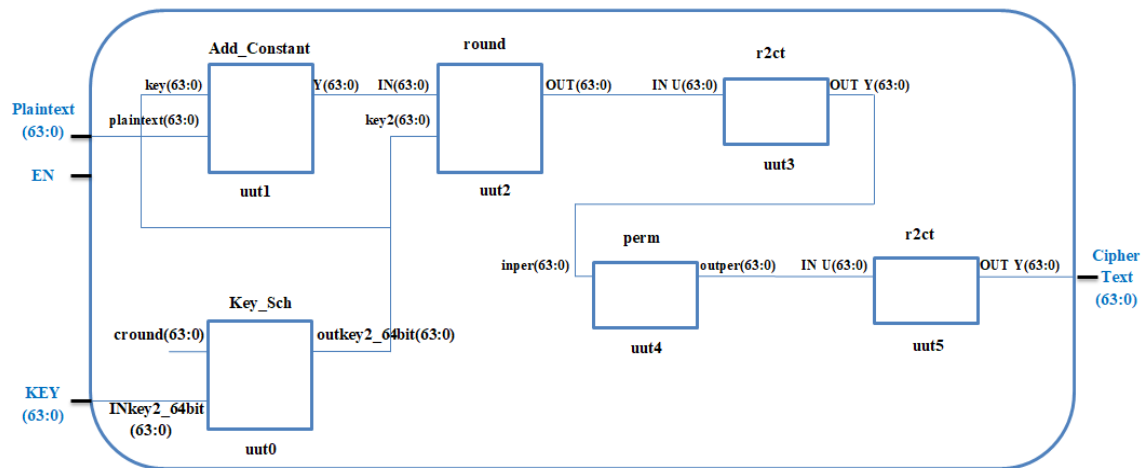 Add_Constant
round
r2ct
key(63:0)
Y(63:0)
IN(63:0)
OUT(63:0)
IN U(63:0)
OUT Y(63:0)
Plaintext
(63:0)
plaintext(63:0)
key2(63:0)
EN
uut1
uut2
uut3
perm
r2ct
inper(63:0)
outper(63:0)
IN U(63:0)
OUT Y(63:0)
Cipher
Text
(63:0)
Key_Sch
cround(63:0)
outkey2_64bit(63:0)
uut4
uut5
KEY
(63:0)
INkey2_64bit
(63:0)
uut0